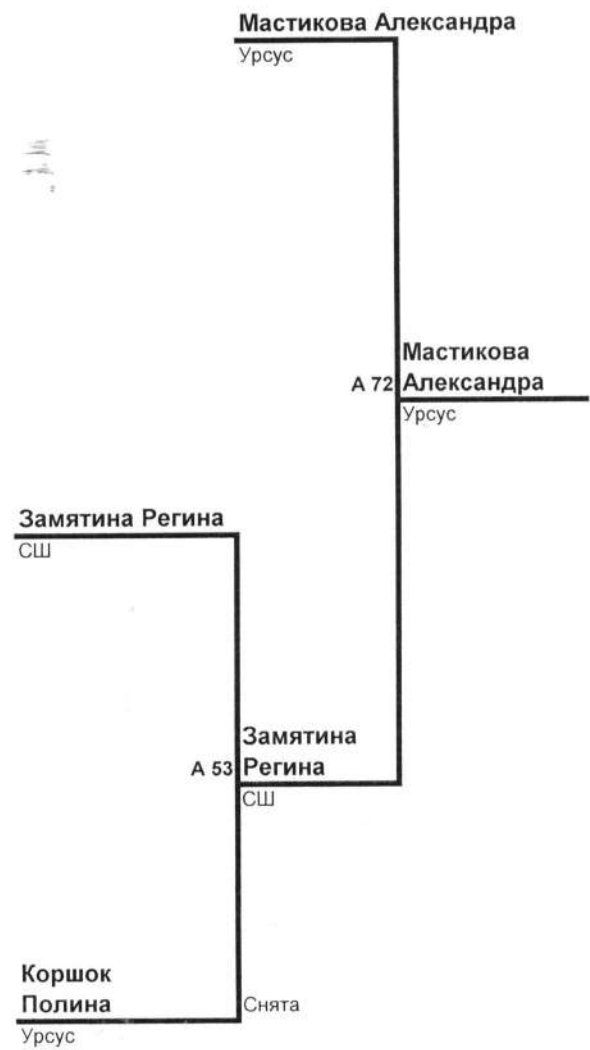 Мастикова Александра
Урсус
Мастикова
А 72 Александра
Урсус
Замятина Регина
СШ
Замятина
А 53 Регина
СШ
Коршок
Полина
Снята
Урсус